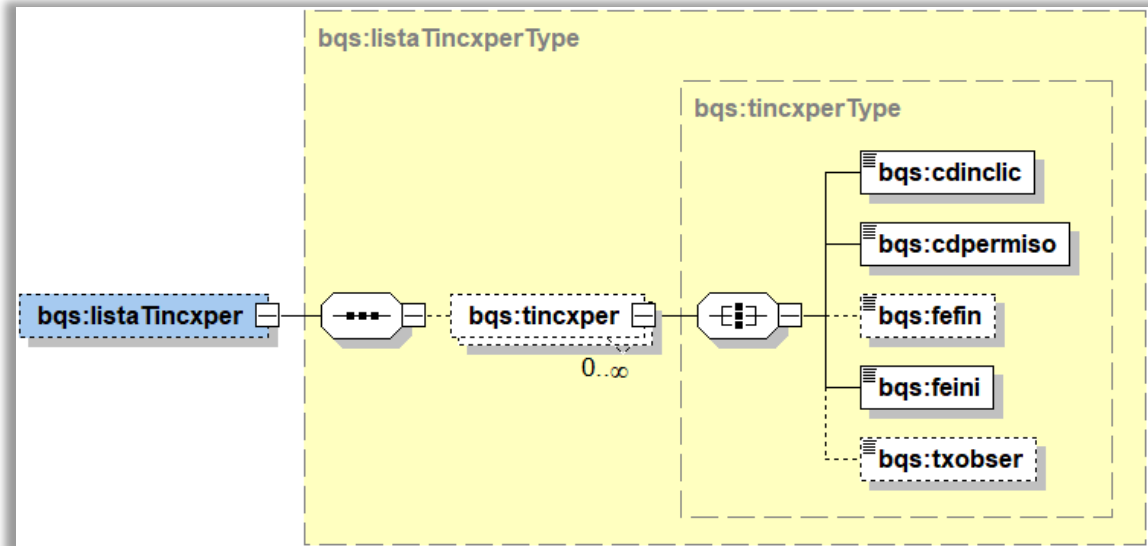 bqs:listaTincxperType
bqs:tincxperType
bqs:cdinclic
bqs:cdpermiso
bqs:listaTincxper
bqs:tincxper
0..∞
bqs:fefin
bqs:feini
bqs:txobser